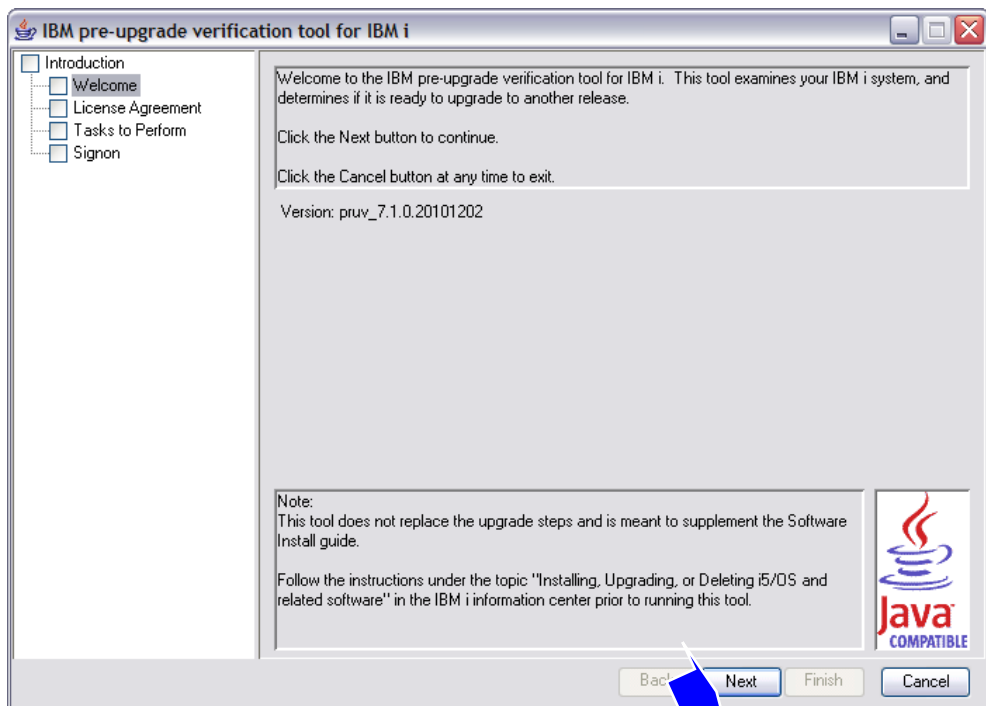 IBM pre-upgrade verification tool for IBM i
Introduction
Welcome
License Agreement
Tasks to Perform
Signon
Welcome to the IBM pre-upgrade verification tool for IBM i. This tool examines your IBM i system, and
determines if it is ready to upgrade to another release.
Click the Next button to continue.
Click the Cancel button at any time to exit.
Version: pruv_7.1.0.20101202
Note:
This tool does not replace the upgrade steps and is meant to supplement the Software
Install guide.
Follow the instructions under the topic "Installing, Upgrading, or Deleting i5/OS and
related software" in the IBM i information center prior to running this tool.
Java
COMPATIBLE
Next
Finish
Cancel